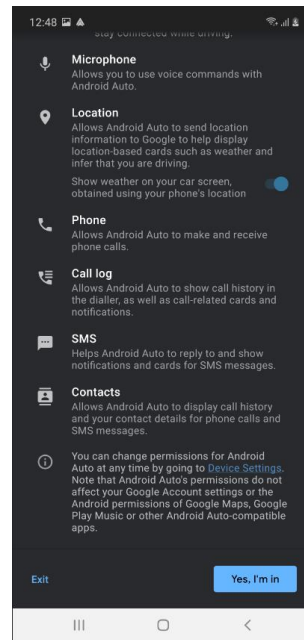 12:48
stay connected while driving.
Microphone
Allows you to use voice commands with
Android Auto.
Location
Allows Android Auto to send location
information to Google to help display
location-based cards such as weather and
infer that you are driving.
Show weather on your car screen,
obtained using your phone's location
Phone
Allows Android Auto to make and receive
phone calls.
Call log
Allows Android Auto to show call history in
the dialler, as well as call-related cards and
notifications.
SMS
Helps Android Auto to reply to and show
notifications and cards for SMS messages.
Contacts
Allows Android Auto to display call history
and your contact details for phone calls and
SMS messages.
You can change permissions for Android
Auto at any time by going to Device Settings.
Note that Android Auto's permissions do not
affect your Google Account settings or the
Android permissions of Google Maps, Google
Play Music or other Android Auto-compatible
apps.
Exit
Yes, I'm in